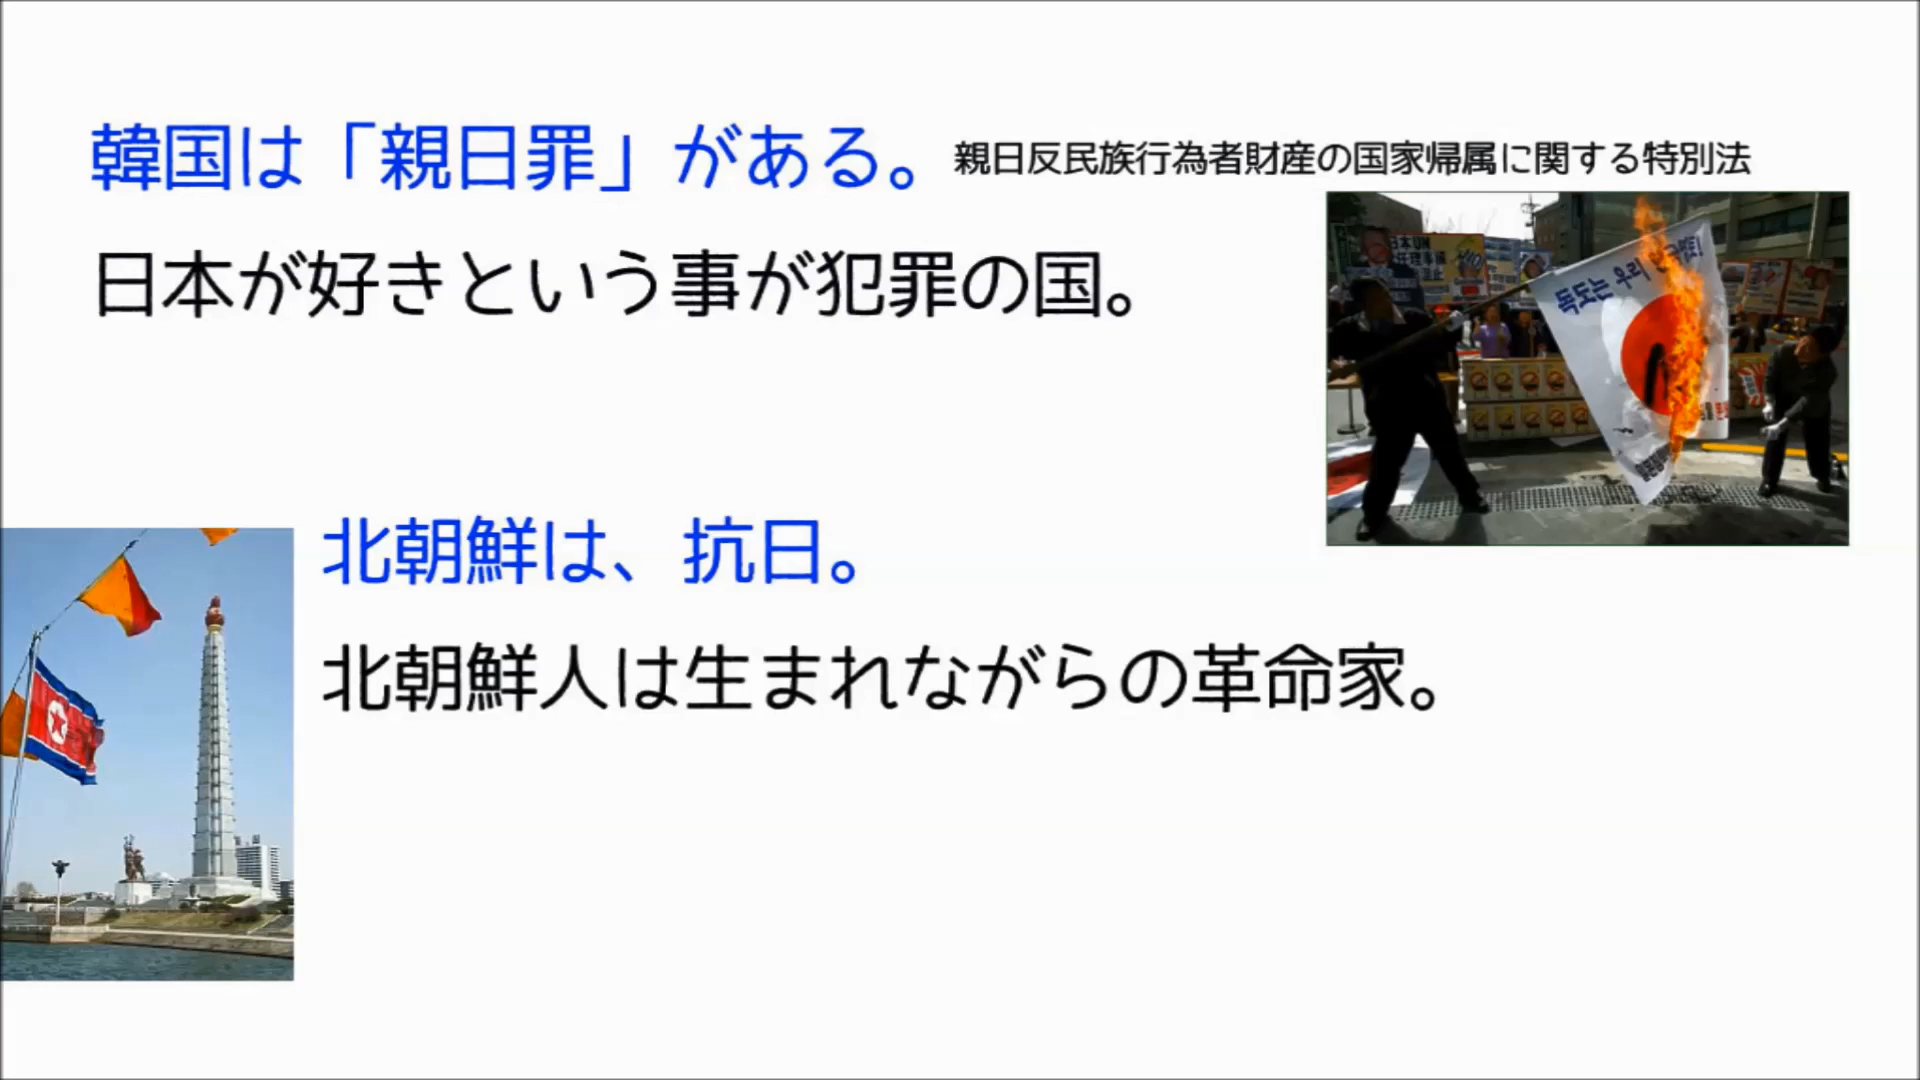 韓国は「親日罪」がある。 親日反民族行為者財産の国家帰属に関する特別法
日本が好きという事が犯罪の国。
독도는 우리
北朝鮮は、抗日。
北朝鮮人は生まれながらの革命家。